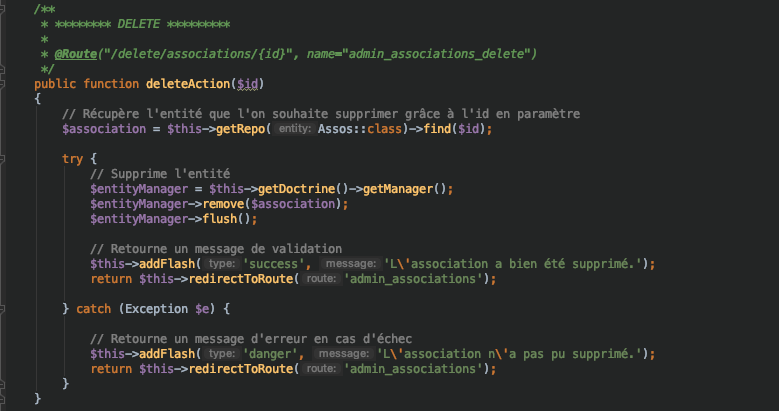 /**
* ******** DELETE *********
*
* @Route("/delete/associations/{id}", name="admin_associations_delete")
*/
public function deleteAction($id)
{
// Récupère l'entité que l'on souhaite supprimer grâce à l'id en paramètre
$association = $this->getRepo( entity: Assos::class)->find($id);
try {
// Supprime l'entité
$entityManager = $this->getDoctrine()->getManager();
$entityManager->remove($association);
$entityManager->flush();
// Retourne un message de validation
$this->addFlash( type: 'success', message: 'L\'association a bien été supprimé.');
return $this->redirectToRoute( route: 'admin_associations');
} catch (Exception $e) {
// Retourne un message d'erreur en cas d'échec
$this->addFlash( type: 'danger', message: 'L\'association n\'a pas pu supprimé.');
return $this->redirectToRoute( route: 'admin_associations');
}
}